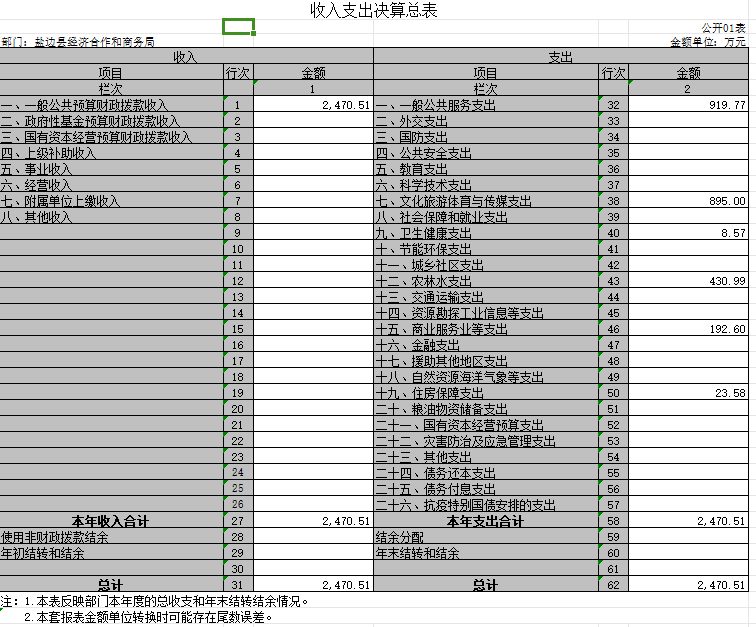 收入支出决算总表
公开01表
部门：盐边县经济合作和商务局 金额单位：万元
收入 支出
项目 行次 金额 项目 行次 金额
栏次 1 栏次 2
一、一般公共预算财政拨款收入 1 2,470.51 一、一般公共服务支出 32 919.77
二、政府性基金预算财政拨款收入 2 二、外交支出 33
三、国有资本经营预算财政拨款收入 3 三、国防支出 34
四、上级补助收入 4 四、公共安全支出 35
五、事业收入 5 五、教育支出 36
六、经营收入 6 六、科学技术支出 37
七、附属单位上缴收入 7 七、文化旅游体育与传媒支出 38 895.00
八、其他收入 8 八、社会保障和就业支出 39
9 九、卫生健康支出 40 8.57
10 十、节能环保支出 41
11 十一、城乡社区支出 42
12 十二、农林水支出 43 430.99
13 十三、交通运输支出 44
14 十四、资源勘探工业信息等支出 45
15 十五、商业服务业等支出 46 192.60
16 十六、金融支出 47
17 十七、援助其他地区支出 48
18 十八、自然资源海洋气象等支出 49
19 十九、住房保障支出 50 23.58
20 二十、粮油物资储备支出 51
21 二十一、国有资本经营预算支出 52
22 二十二、灾害防治及应急管理支出 53
23 二十三、其他支出 54
24 二十四、债务还本支出 55
25 二十五、债务付息支出 56
26 二十六、抗疫特别国债安排的支出 57
本年收入合计 27 2,470.51 本年支出合计 58 2,470.51
使用非财政拨款结余 28 结余分配 59
年初结转和结余 29 年末结转和结余 60
30 61
总计 31 2,470.51 总计 62 2,470.51
注：1.本表反映部门本年度的总收支和年末结转结余情况。
2.本套报表金额单位转换时可能存在尾数误差。